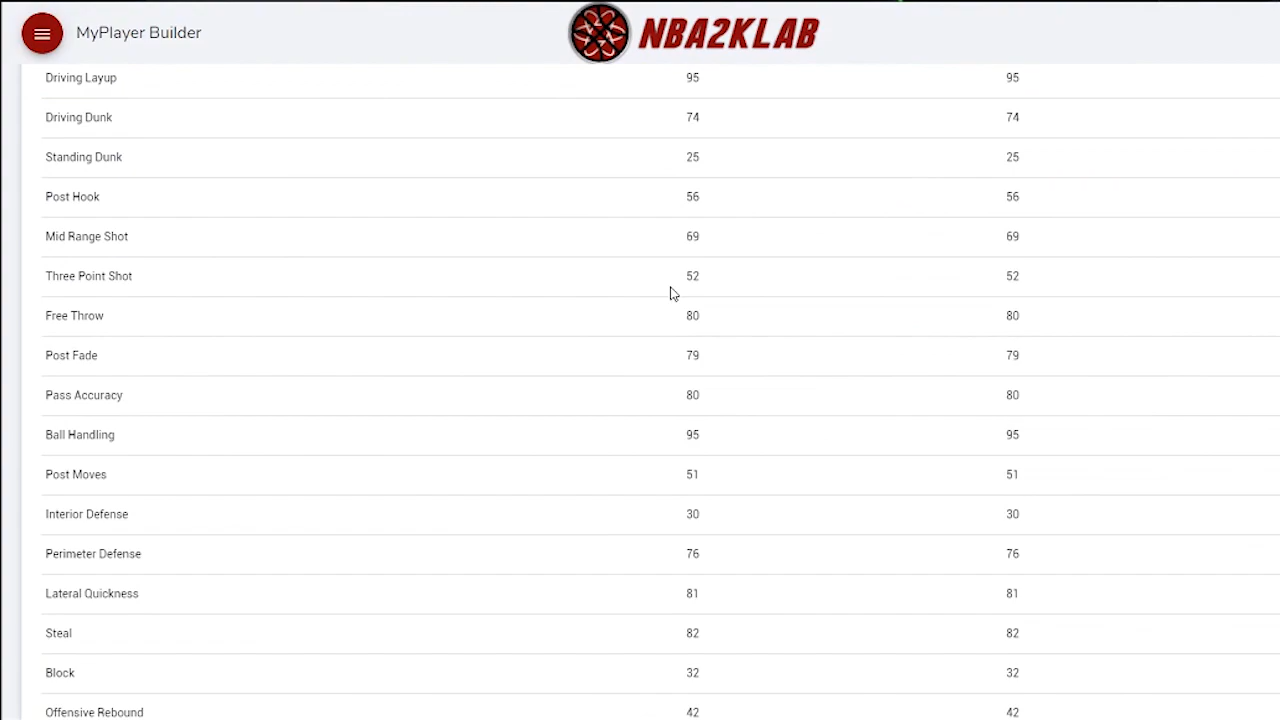 MyPlayer Builder
NBA2KLAB
Driving Layup 95 95
Driving Dunk 74 74
Standing Dunk 25 25
Post Hook 56 56
Mid Range Shot 69 69
Three Point Shot 52 52
Free Throw 80 80
Post Fade 79 79
Pass Accuracy 80 80
Ball Handling 95 95
Post Moves 51 51
Interior Defense 30 30
Perimeter Defense 76 76
Lateral Quickness 81 81
Steal 82 82
Block 32 32
Offensive Rebound 42 42